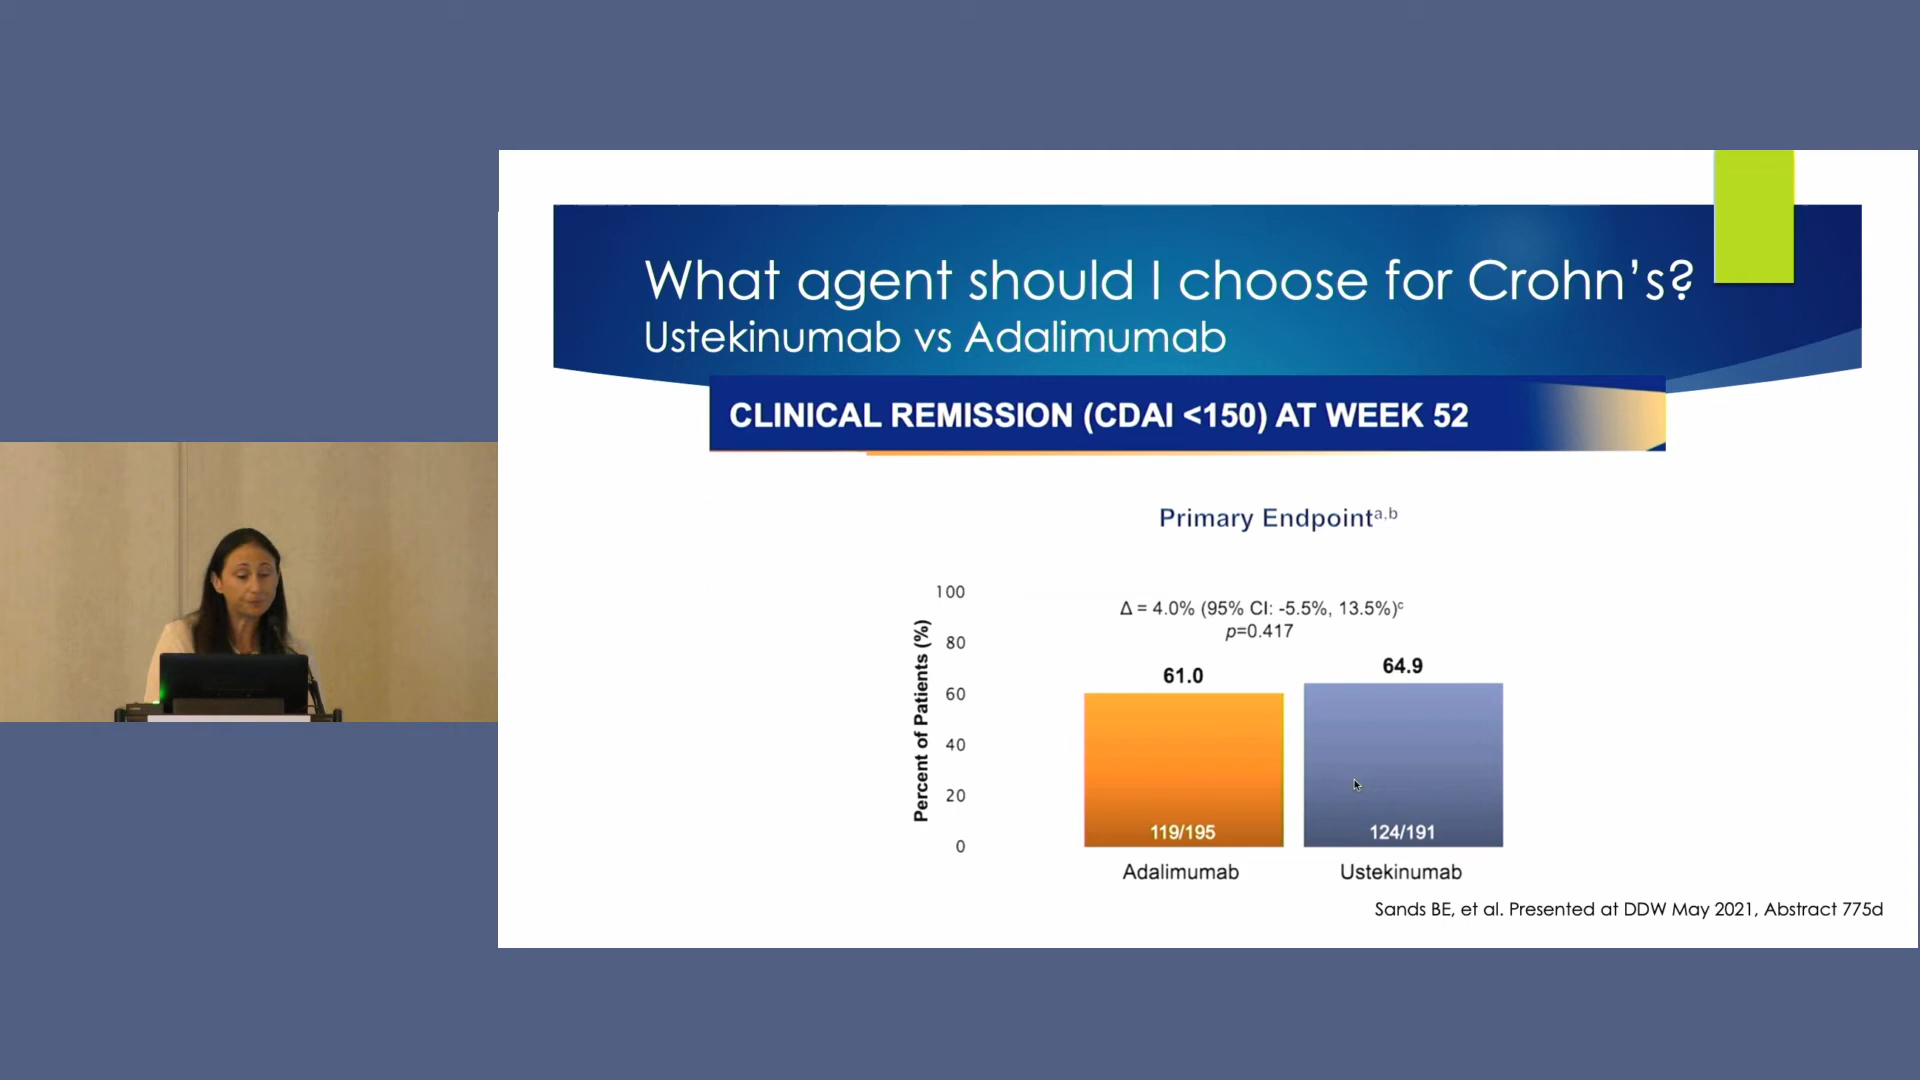 What agent should I choose for Crohn's?
Ustekinumab vs Adalimumab
CLINICAL REMISSION (CDAI <150) AT WEEK 52
Primary Endpointa,b
Δ = 4.0% (95% CI: -5.5%, 13.5%)c
p=0.417
Percent of Patients (%)
100
80
60
40
20
0
61.0
64.9
119/195
124/191
Adalimumab
Ustekinumab
Sands BE, et al. Presented at DDW May 2021, Abstract 775d